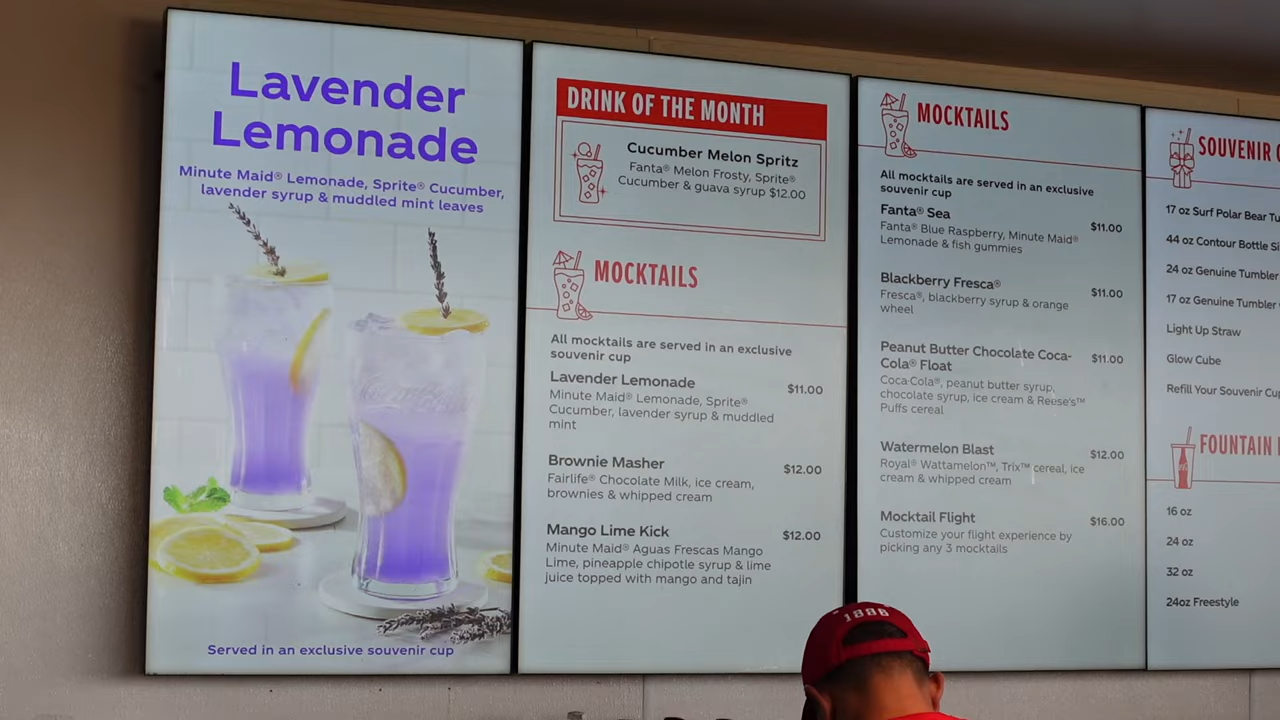 Lavender
Lemonade
Minute Maid® Lemonade, Sprite® Cucumber,
lavender syrup & muddled mint leaves
Served in an exclusive souvenir cup
DRINK OF THE MONTH
Cucumber Melon Spritz
Fanta® Melon Frosty, Sprite®
Cucumber & guava syrup $12.00
MOCKTAILS
All mocktails are served in an exclusive
souvenir cup
Lavender Lemonade $11.00
Minute Maid® Lemonade, Sprite®
Cucumber, lavender syrup & muddled
mint
Brownie Masher $12.00
Fairlife® Chocolate Milk, ice cream,
brownies & whipped cream
Mango Lime Kick $12.00
Minute Maid® Aguas Frescas Mango
Lime, pineapple chipotle syrup & lime
juice topped with mango and tajin
MOCKTAILS
All mocktails are served in an exclusive
souvenir cup
Fanta® Sea $11.00
Fanta® Blue Raspberry, Minute Maid®
Lemonade & fish gummies
Blackberry Fresca® $11.00
Fresca®, blackberry syrup & orange
wheel
Peanut Butter Chocolate Coca- $11.00
Cola® Float
Coca-Cola®, peanut butter syrup,
chocolate syrup, ice cream & Reese's™
Puffs cereal
Watermelon Blast $12.00
Royal® Wattamelon™, Trix™ cereal, ice
cream & whipped cream
Mocktail Flight $16.00
Customize your flight experience by
picking any 3 mocktails
SOUVENIR
17 oz Surf Polar Bear
44 oz Contour Bottle
24 oz Genuine Tumbler
17 oz Genuine Tumbler
Light Up Straw
Glow Cube
Refill Your Souvenir
FOUNTAIN
16 oz
24 oz
32 oz
24oz Freestyle
1886